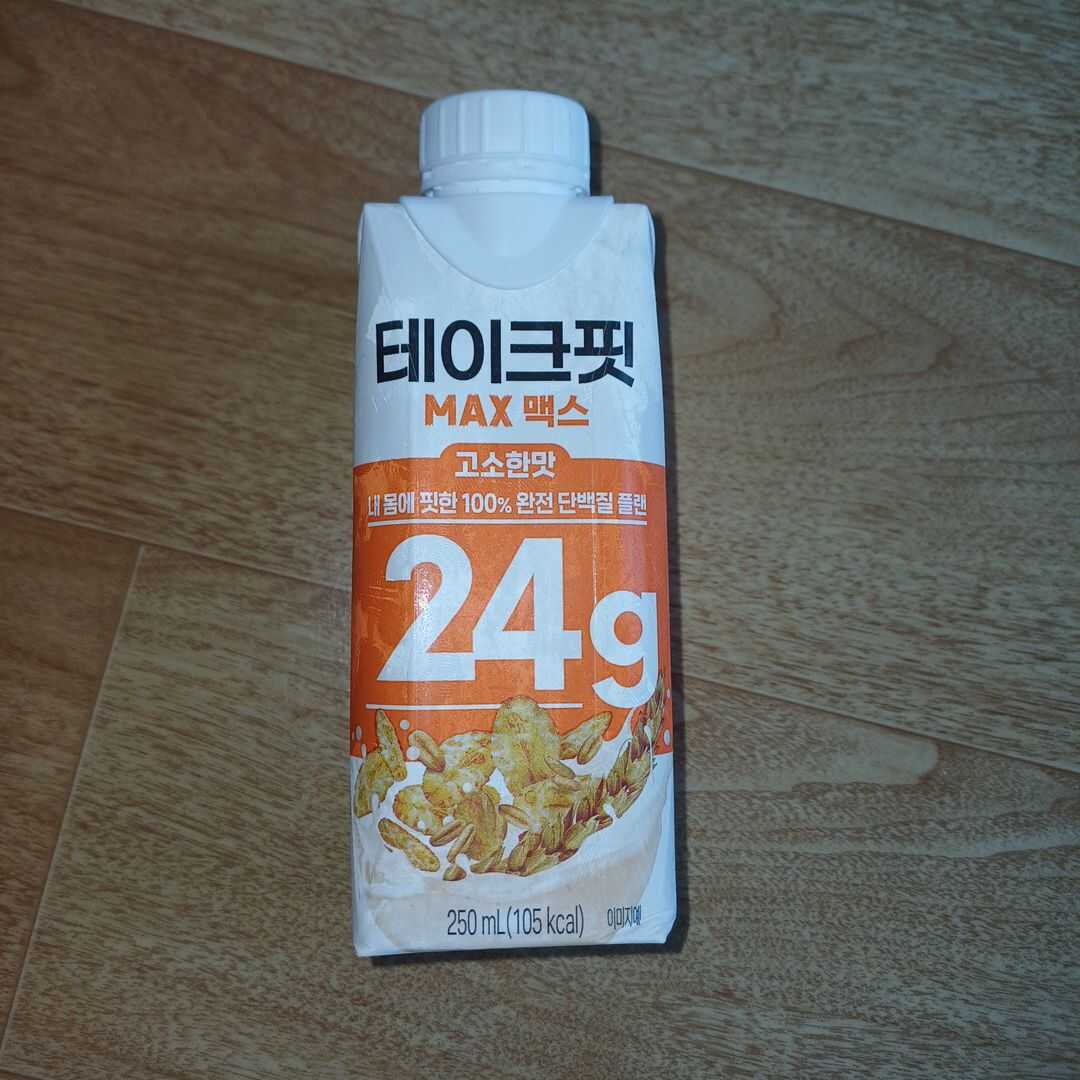 테이크핏
MAX 맥스
고소한맛
내 몸에 핏한 100% 완전 단백질 플랜
24g
250 mL(105 kcal) 이미지예